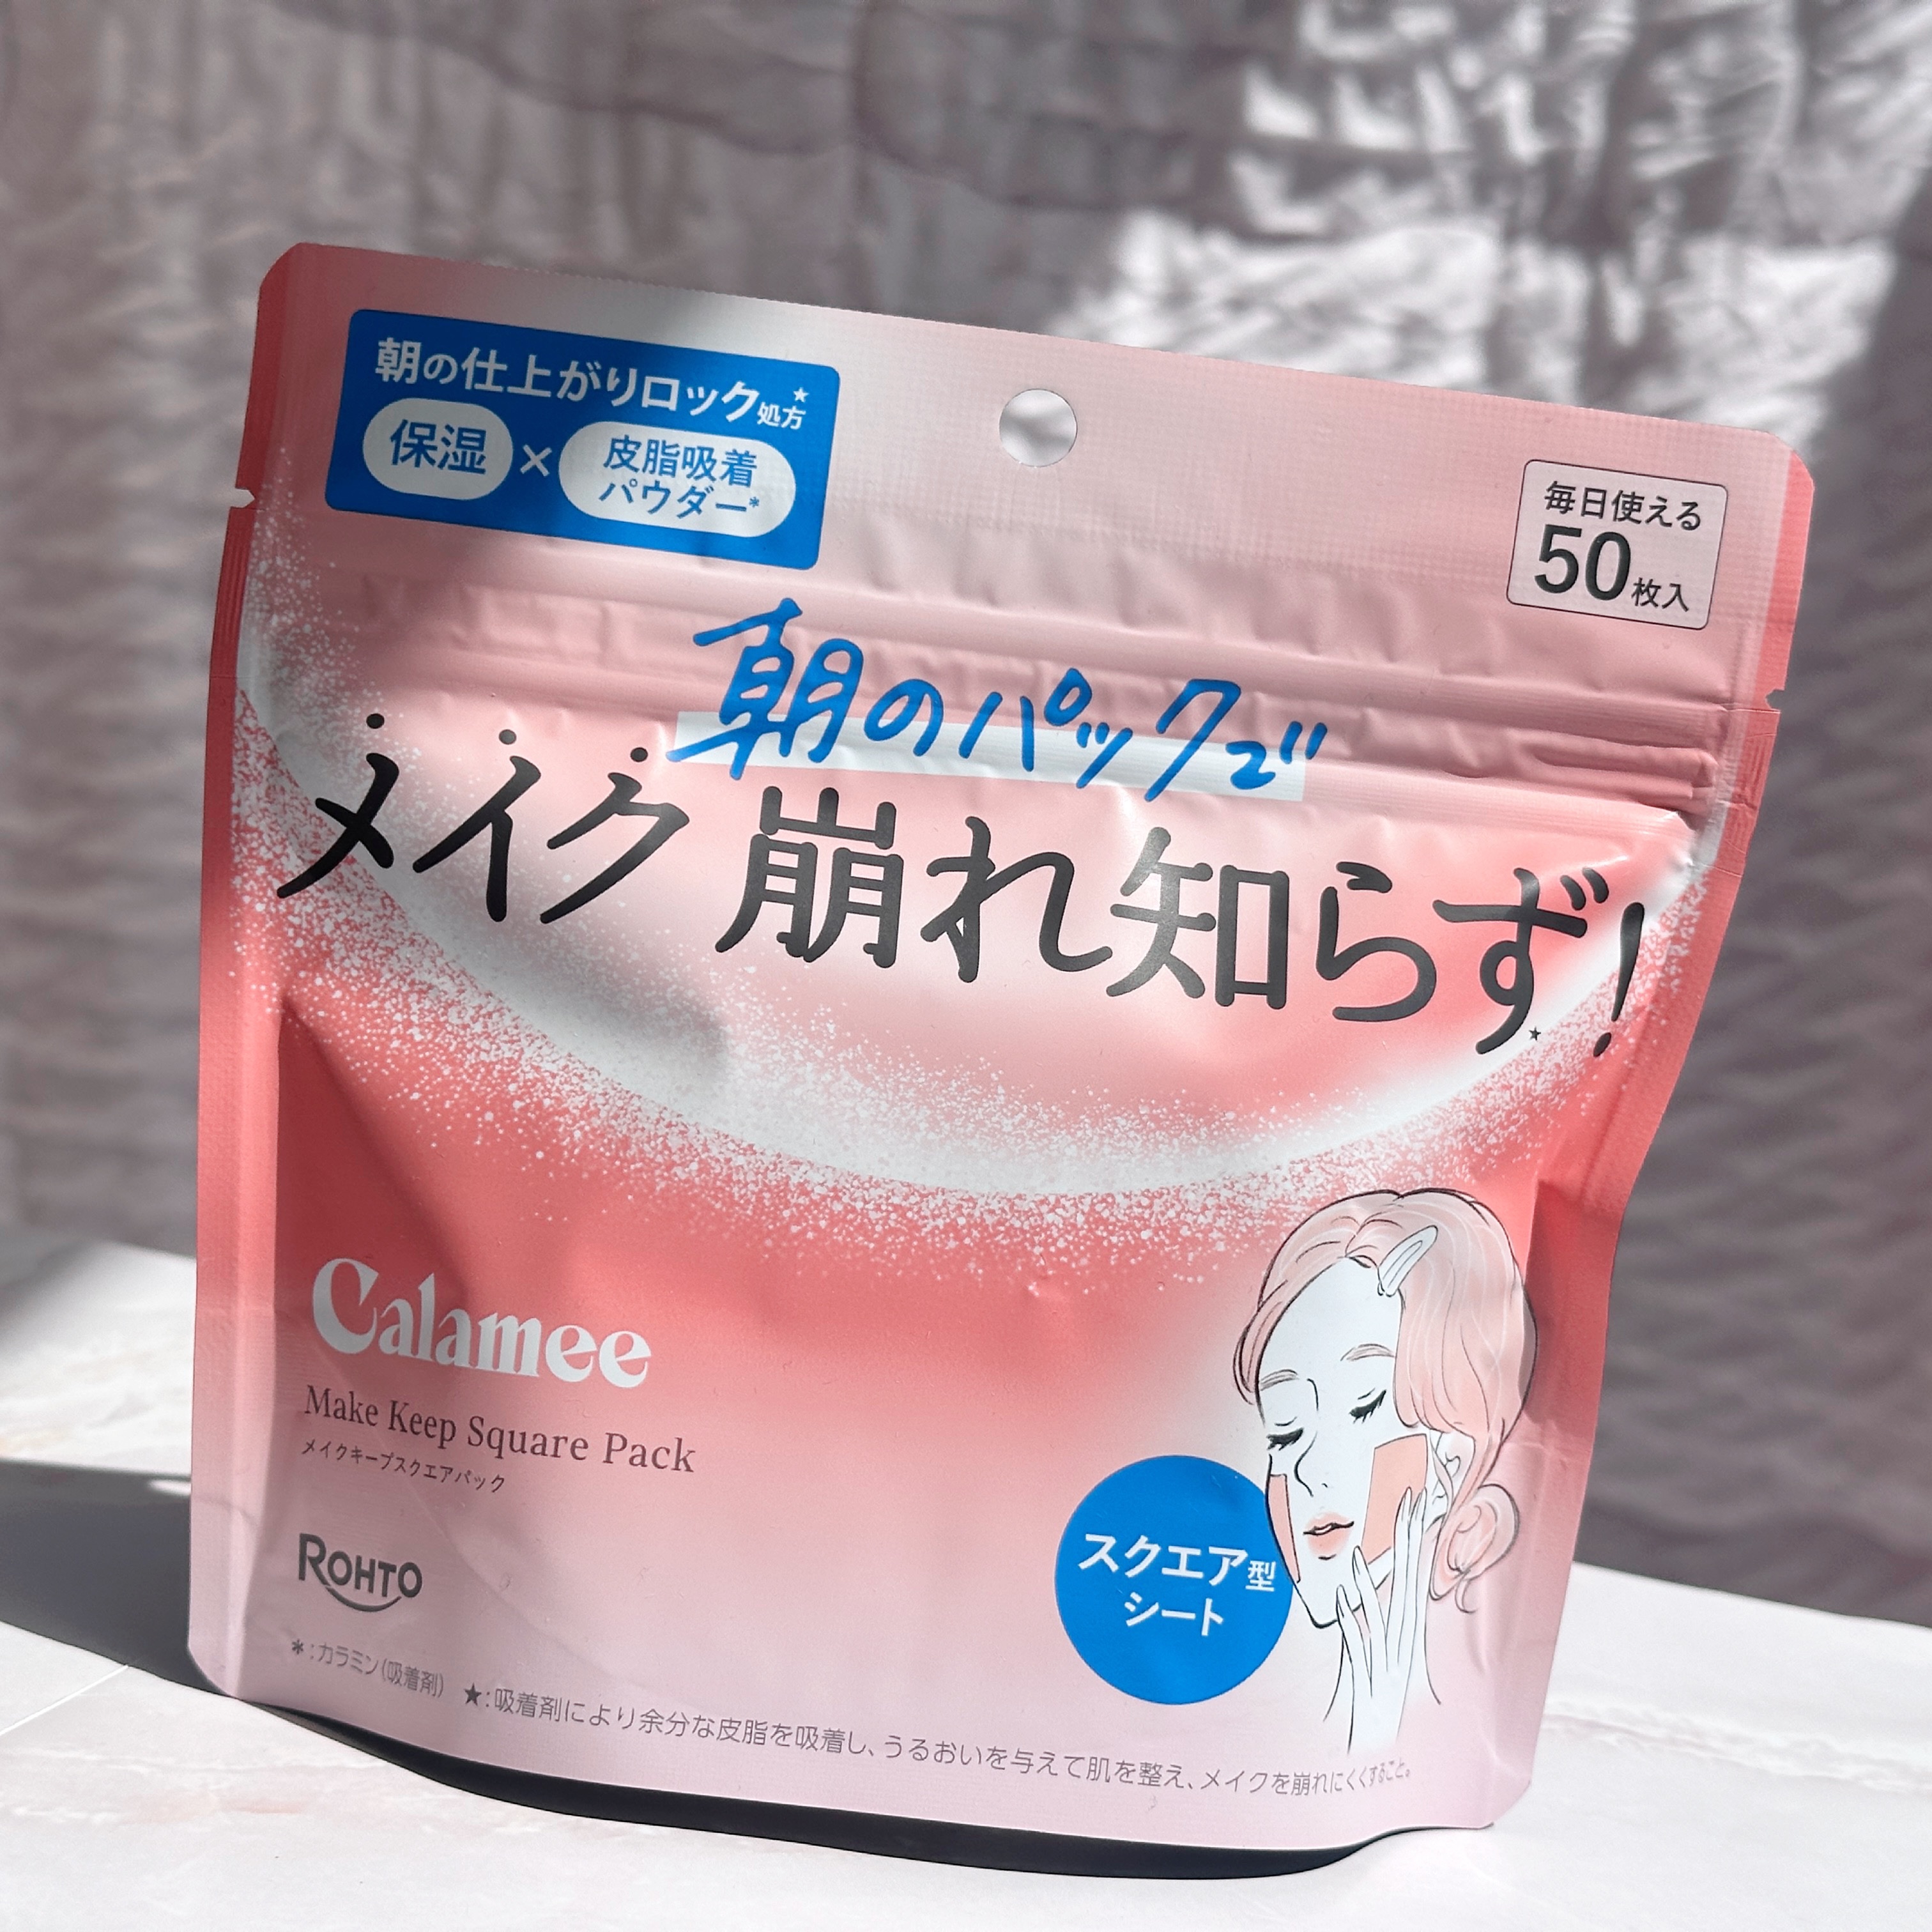 朝の仕上がりロック処方★
保湿×皮脂吸着
パウダー*
毎日使える
50枚入
朝のパックで
メイク崩れ知らず!★
Calamee
Make Keep Square Pack
メイクキープスクエアパック
ROHTO
スクエア型
シート
*:カラミン(吸着剤) ★:吸着剤により余分な皮脂を吸着し、うるおいを与えて肌を整え、メイクを崩れにくくすること。